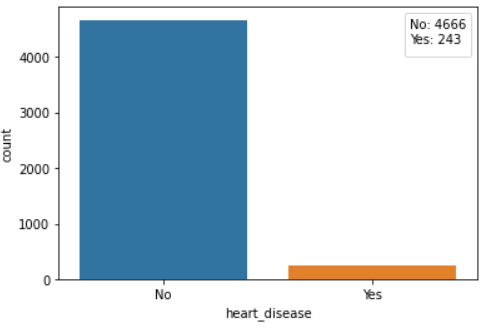 No: 4666
Yes: 243
4000
3000
2000
1000
0
count
No Yes
heart_disease